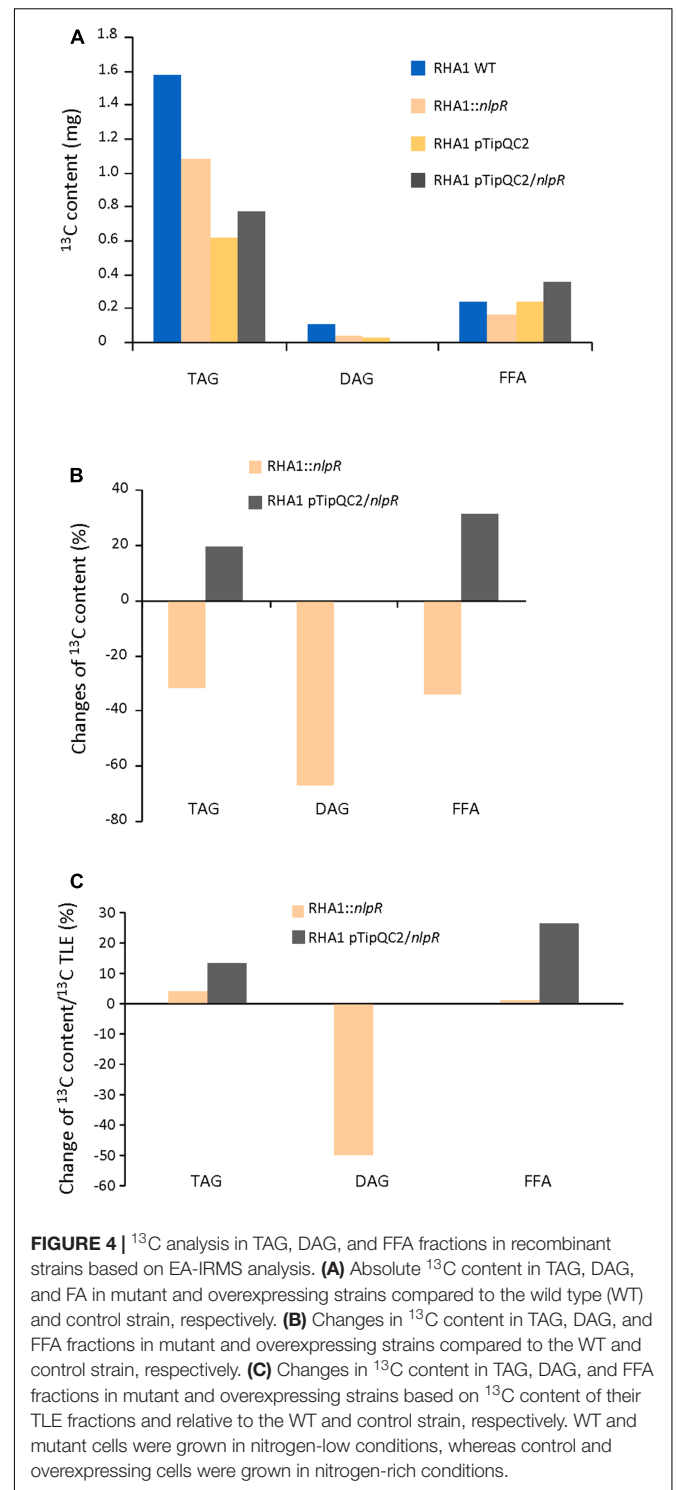 A
1.8
1.6
1.4
1.2
1.0
0.8
0.6
0.4
0.2
0
¹³C content (mg)
RHA1 WT
RHA1::nlpR
RHA1 pTipQC2
RHA1 pTipQC2/nlpR
TAG DAG FFA
B
RHA1::nlpR
RHA1 pTipQC2/nlpR
40
20
0
-20
-40
-60
-80
Changes of ¹³C content (%)
TAG DAG FFA
C
RHA1::nlpR
RHA1 pTipQC2/nlpR
30
20
10
0
-10
-20
-30
-40
-50
-60
Change of ¹³C content/¹³C TLE (%)
TAG DAG FFA
FIGURE 4 | ¹³C analysis in TAG, DAG, and FFA fractions in recombinant
strains based on EA-IRMS analysis. (A) Absolute ¹³C content in TAG, DAG,
and FA in mutant and overexpressing strains compared to the wild type (WT)
and control strain, respectively. (B) Changes in ¹³C content in TAG, DAG, and
FFA fractions in mutant and overexpressing strains compared to the WT and
control strain, respectively. (C) Changes in ¹³C content in TAG, DAG, and FFA
fractions in mutant and overexpressing strains based on ¹³C content of their
TLE fractions and relative to the WT and control strain, respectively. WT and
mutant cells were grown in nitrogen-low conditions, whereas control and
overexpressing cells were grown in nitrogen-rich conditions.